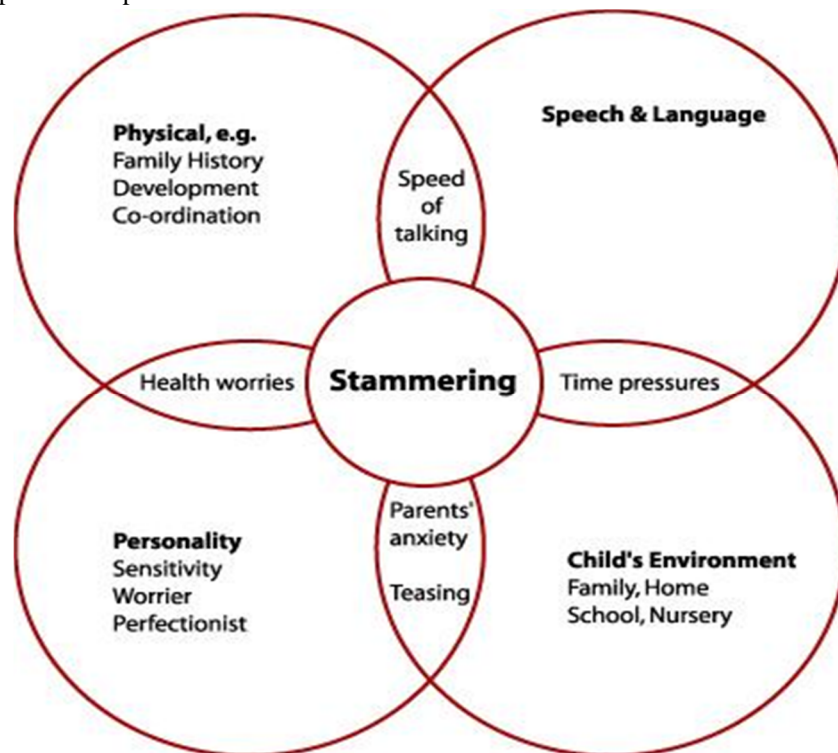 Physical, e.g.
Family History
Development
Co-ordination
Speech & Language
Speed
of
talking
Health worries
Stammering
Time pressures
Parents'
anxiety
Teasing
Personality
Sensitivity
Worrier
Perfectionist
Child's Environment
Family, Home
School, Nursery